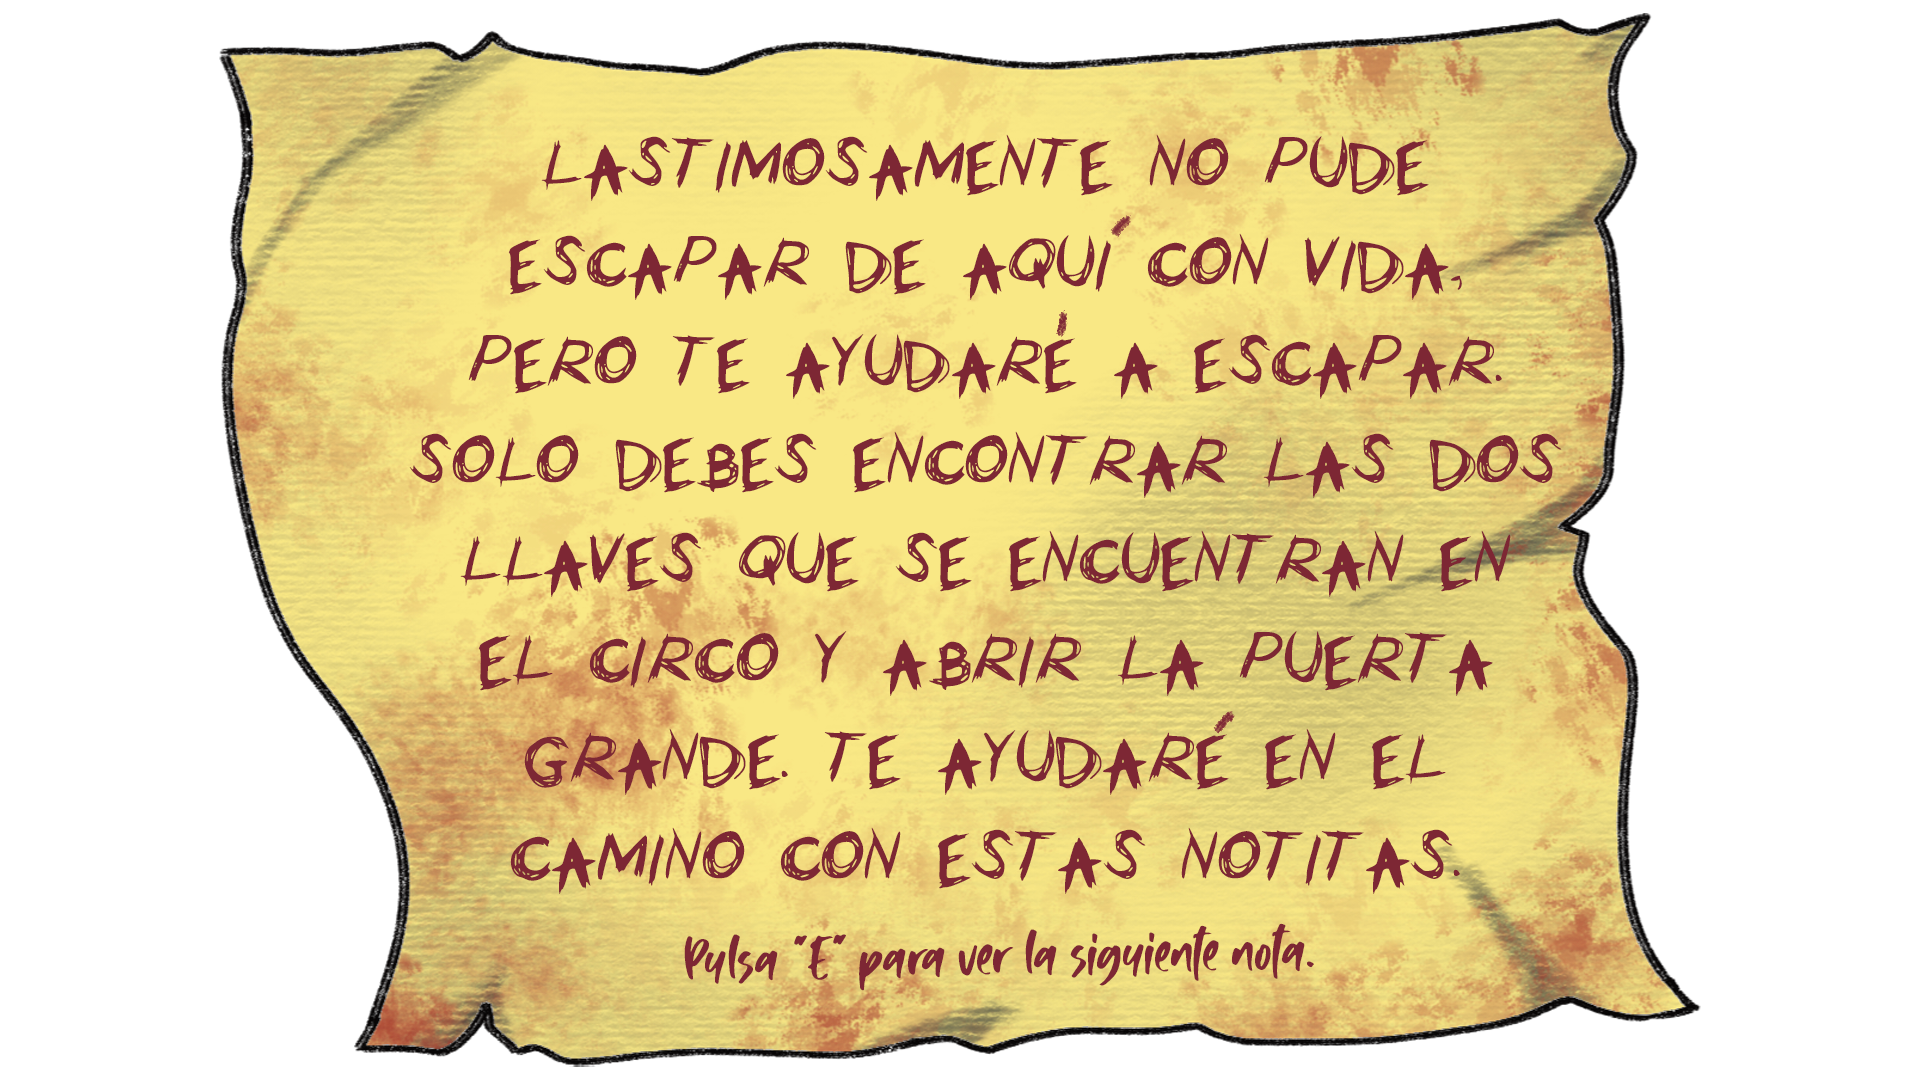 LASTIMOSAMENTE NO PUDE
ESCAPAR DE AQUÍ CON VIDA,
PERO TE AYUDARÉ A ESCAPAR.
SOLO DEBES ENCONTRAR LAS DOS
LLAVES QUE SE ENCUENTRAN EN
EL CIRCO Y ABRIR LA PUERTA
GRANDE. TE AYUDARÉ EN EL
CAMINO CON ESTAS NOTITAS.
Pulsa "E" para ver la siguiente nota.